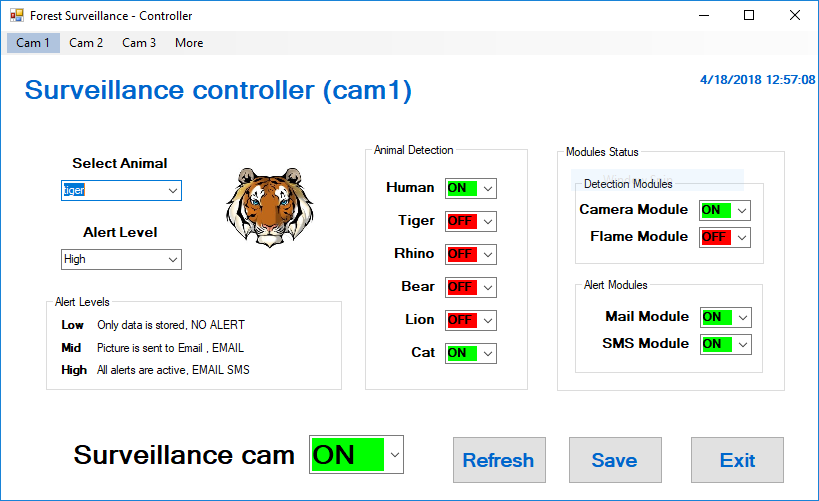 Forest Surveillance - Controller
Cam 1 Cam 2 Cam 3 More
Surveillance controller (cam1)
4/18/2018 12:57:08
Select Animal
tiger
Alert Level
High
Alert Levels
Low Only data is stored, NO ALERT
Mid Picture is sent to Email , EMAIL
High All alerts are active, EMAIL SMS
Animal Detection
Human ON
Tiger OFF
Rhino OFF
Bear OFF
Lion OFF
Cat ON
Modules Status
Detection Modules
Camera Module ON
Flame Module OFF
Alert Modules
Mail Module ON
SMS Module ON
Surveillance cam ON
Refresh
Save
Exit